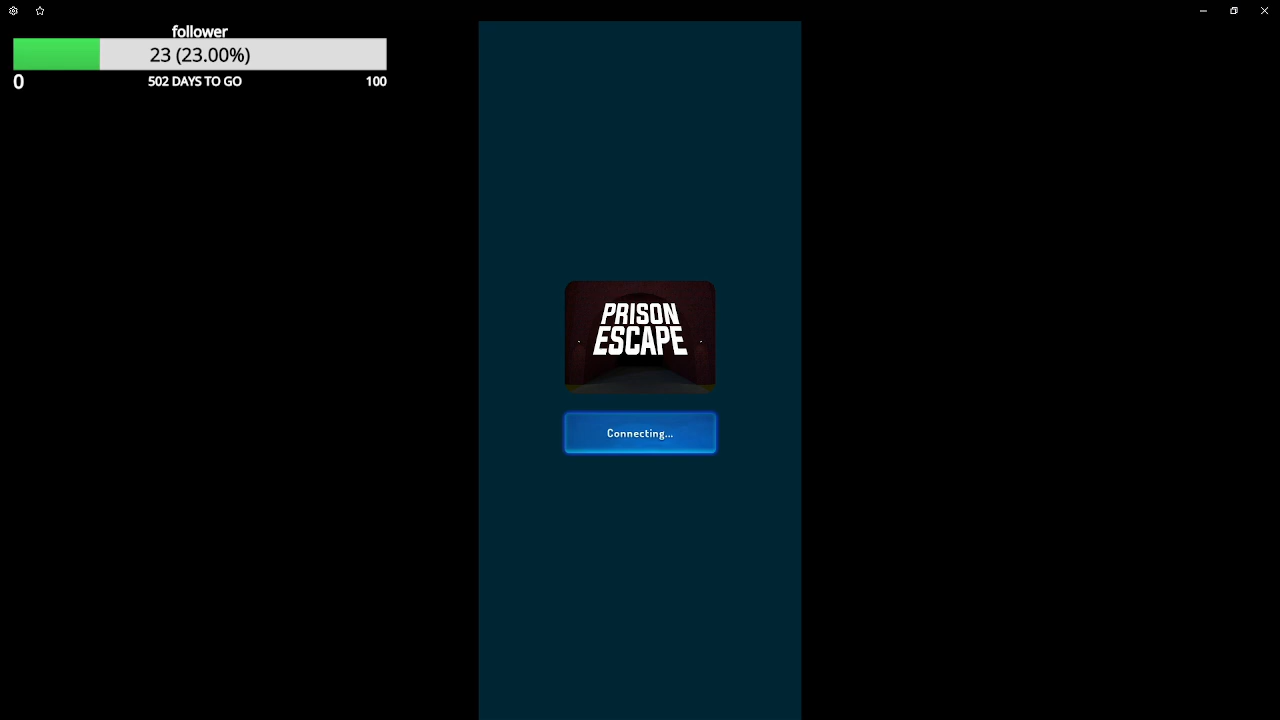 follower
23 (23.00%)
0 502 DAYS TO GO 100
PRISON
ESCAPE
Connecting...